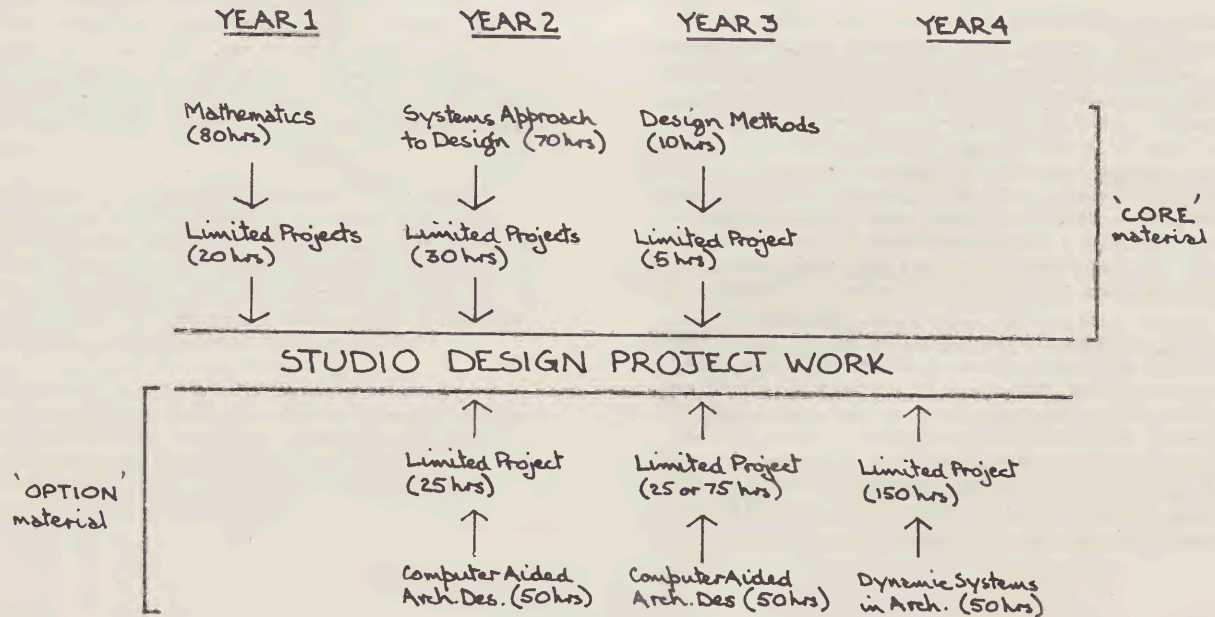 YEAR 1 YEAR 2 YEAR 3 YEAR 4
Mathematics
(80hrs)
Systems Approach
to Design (70hrs)
Design Methods
(10hrs)
Limited Projects
(20hrs)
Limited Projects
(30hrs)
Limited Project
(5hrs)
'CORE'
material
STUDIO DESIGN PROJECT WORK
'OPTION'
material
Limited Project
(25hrs)
Limited Project
(25 or 75hrs)
Limited Project
(150hrs)
Computer Aided
Arch. Des. (50hrs)
Computer Aided
Arch. Des (50hrs)
Dynamic Systems
in Arch. (50hrs)